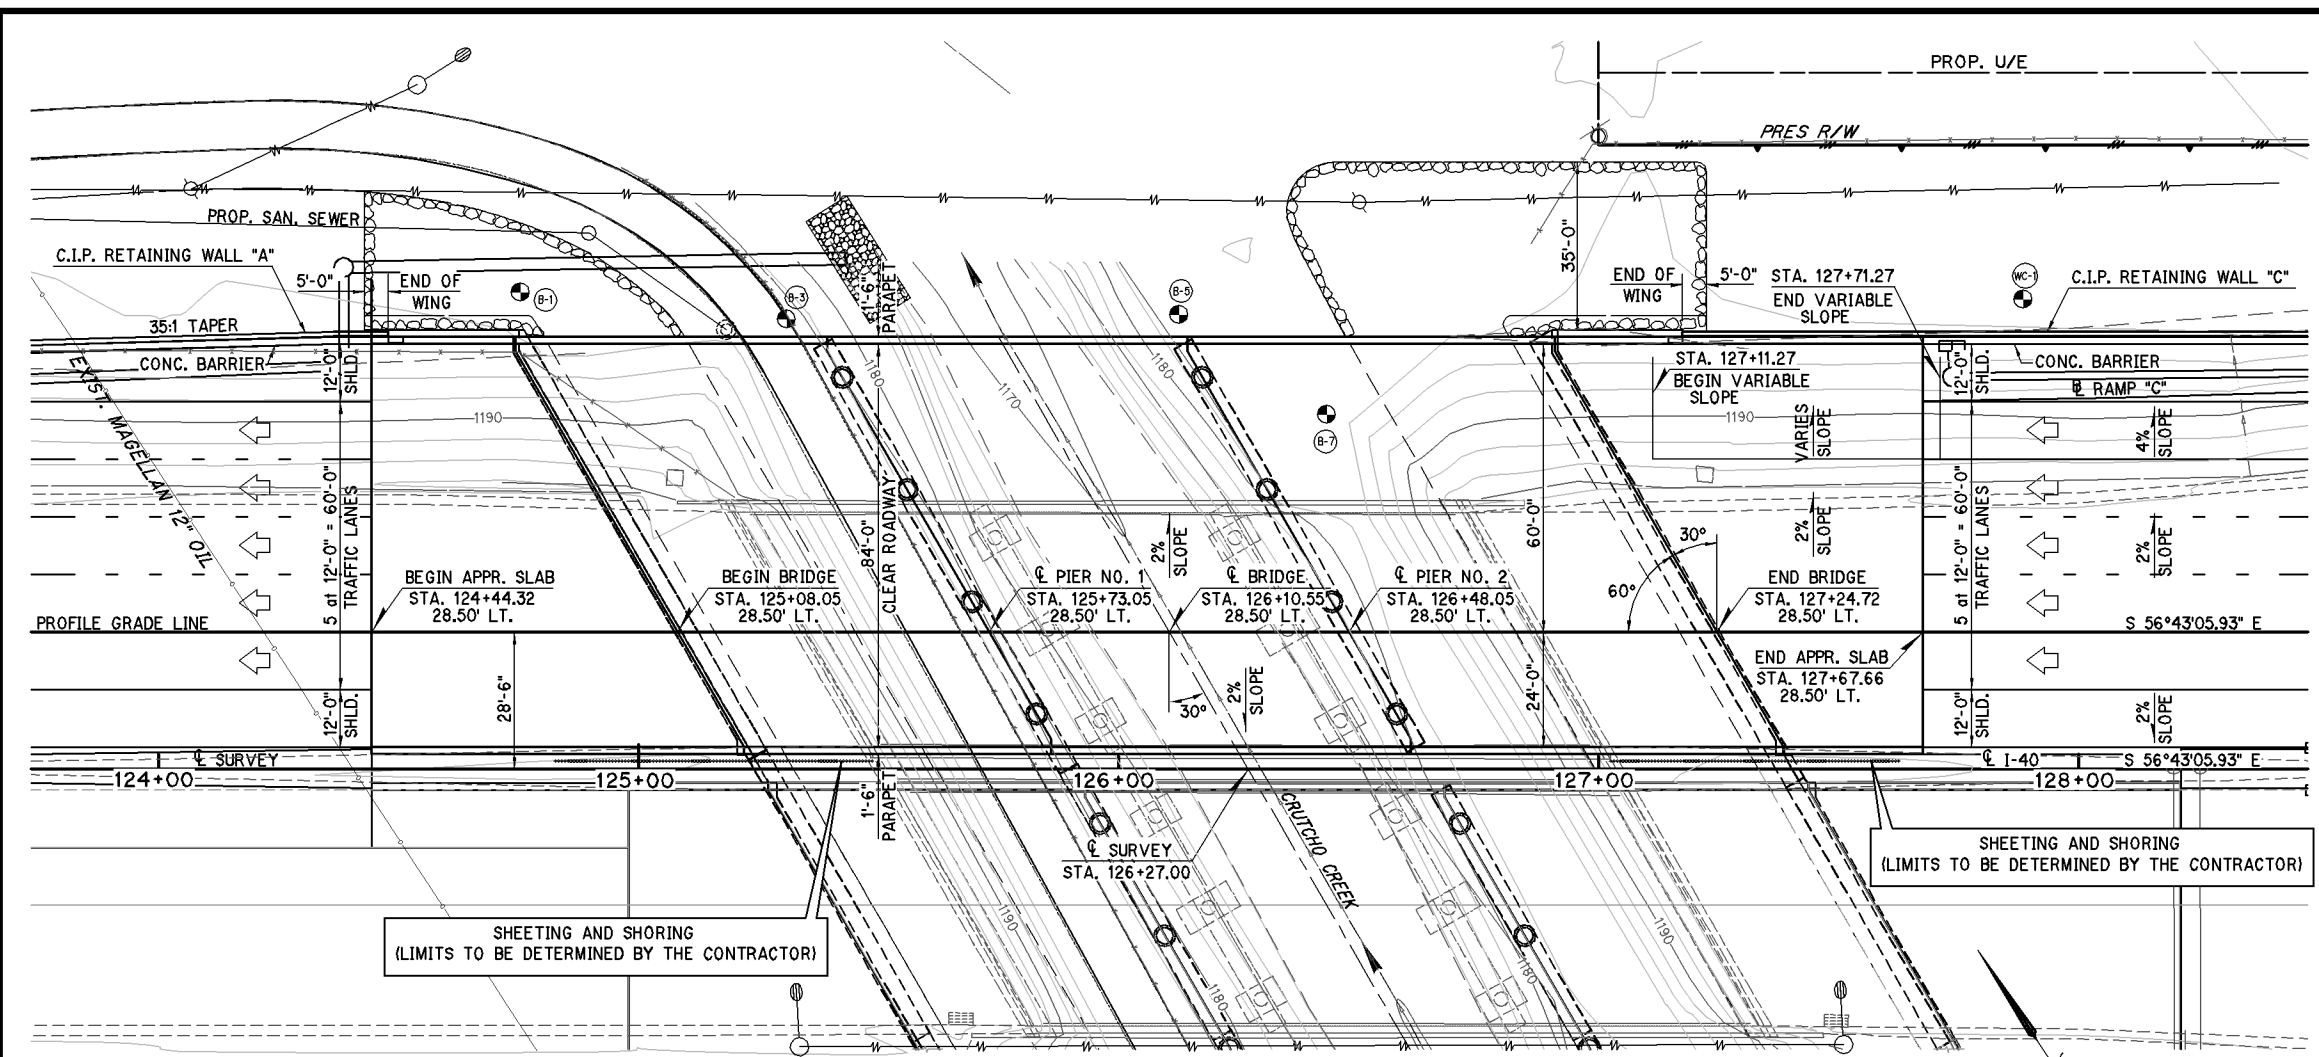 PROP. U/E
PRES R/W
PROP. SAN. SEWER
C.I.P. RETAINING WALL "A"
5'-0"
END OF
WING
B-1
B-3
1'-6"
PARAPET
B-5
35'-0"
END OF
WING
5'-0"
STA. 127+71.27
END VARIABLE
SLOPE
WC-1
C.I.P. RETAINING WALL "C"
35:1 TAPER
CONC. BARRIER
12'-0"
SHLD.
EXIST. MAGELLAN 12" OIL
1190
1180
1170
1180
B-7
STA. 127+11.27
BEGIN VARIABLE
SLOPE
1190
VARIES
SLOPE
12'-0"
SHLD.
CONC. BARRIER
℄ RAMP "C"
4%
SLOPE
5 at 12'-0" = 60'-0"
TRAFFIC LANES
84'-0"
CLEAR ROADWAY
2%
SLOPE
60'-0"
30°
60°
2%
SLOPE
5 at 12'-0" = 60'-0"
TRAFFIC LANES
2%
SLOPE
BEGIN APPR. SLAB
STA. 124+44.32
28.50' LT.
BEGIN BRIDGE
STA. 125+08.05
28.50' LT.
℄ PIER NO. 1
STA. 125+73.05
28.50' LT.
℄ BRIDGE
STA. 126+10.55
28.50' LT.
℄ PIER NO. 2
STA. 126+48.05
28.50' LT.
END BRIDGE
STA. 127+24.72
28.50' LT.
PROFILE GRADE LINE
S 56°43'05.93" E
END APPR. SLAB
STA. 127+67.66
28.50' LT.
12'-0"
SHLD.
28'-6"
30°
2%
SLOPE
24'-0"
12'-0"
SHLD.
2%
SLOPE
℄ SURVEY
℄ I-40
S 56°43'05.93" E
124+00
125+00
126+00
127+00
128+00
1'-6"
PARAPET
℄ SURVEY
STA. 126+27.00
CRUTCHO CREEK
SHEETING AND SHORING
(LIMITS TO BE DETERMINED BY THE CONTRACTOR)
SHEETING AND SHORING
(LIMITS TO BE DETERMINED BY THE CONTRACTOR)
1190
1190
1180
1180